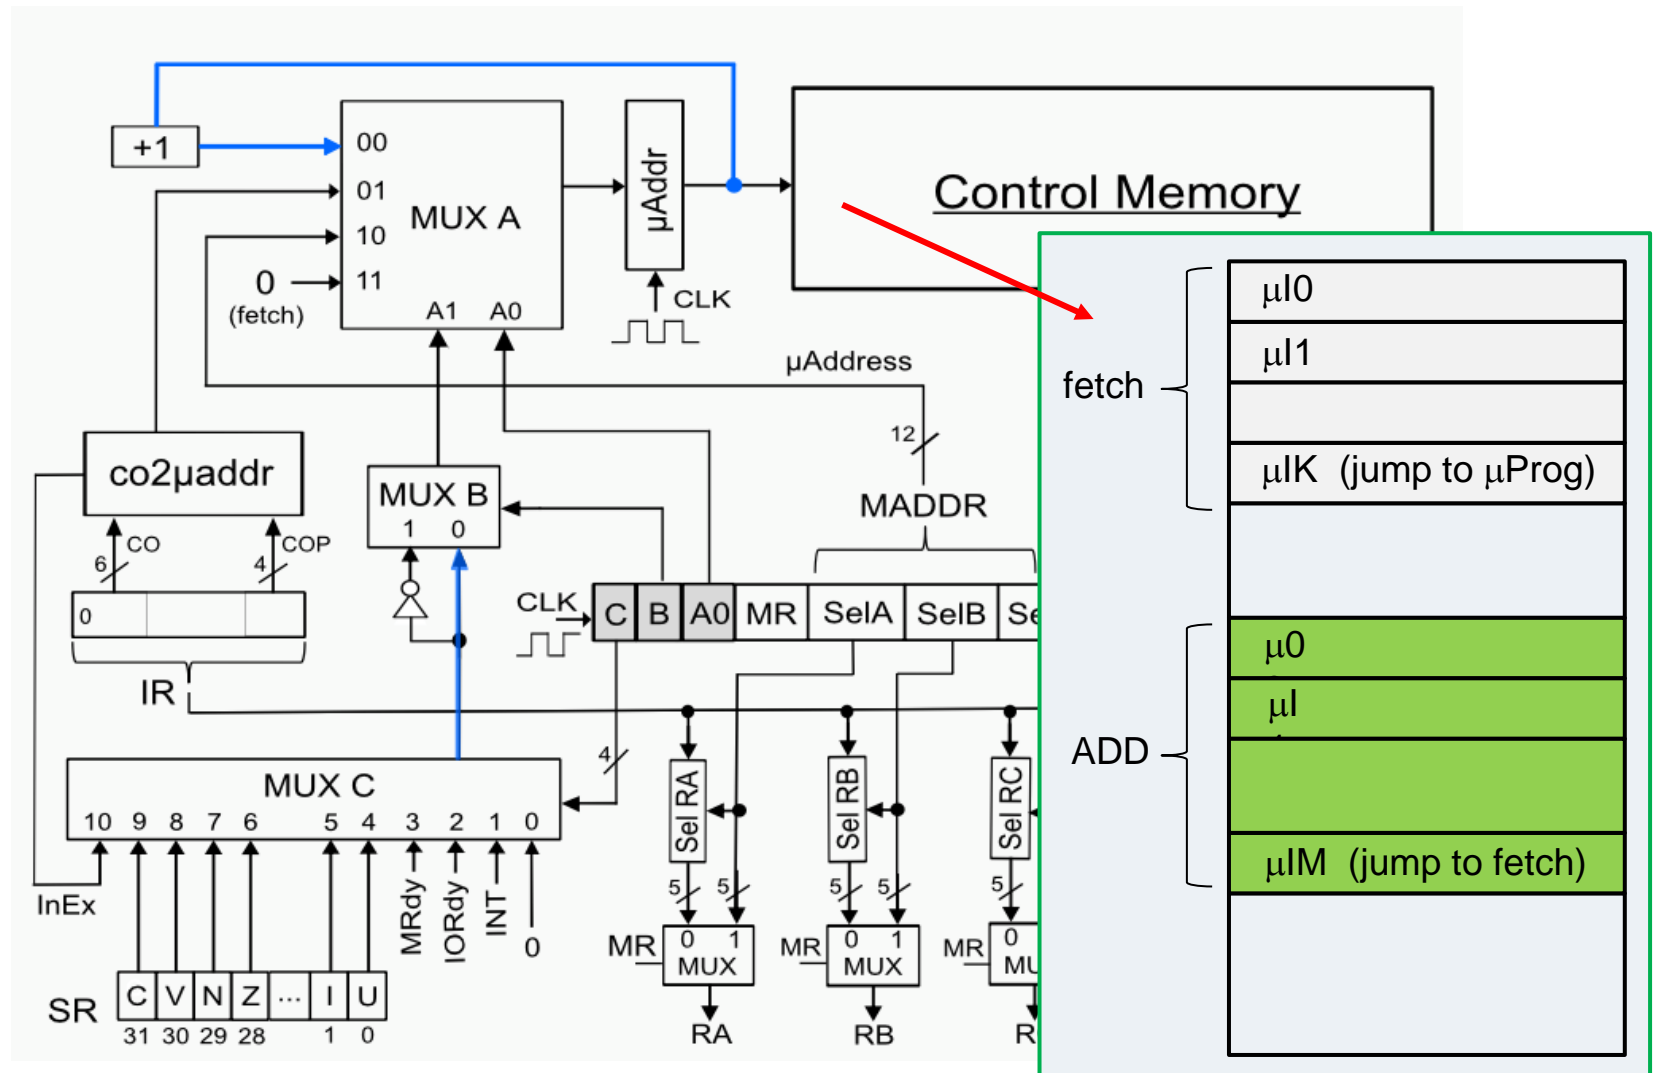 +1
00
01
10
11
MUX A
A1 A0
0
(fetch)
µAddr
CLK
Control Memory
µAddress
12
MADDR
co2µaddr
CO
COP
6
4
0
IR
MUX B
1 0
CLK
C B A0 MR SelA SelB Se
MUX C
10 9 8 7 6 5 4 3 2 1 0
4
InEx
MRdy
IORdy
INT
0
SR
C V N Z ... I U
31 30 29 28 1 0
Sel RA
Sel RB
Sel RC
5 5 5 5 5
MR 0 1 MUX
MR 0 1 MUX
MR 0 MU
RA
RB
R
fetch
μI0
μI1
μIK (jump to μProg)
ADD
μ0
μI
μIM (jump to fetch)